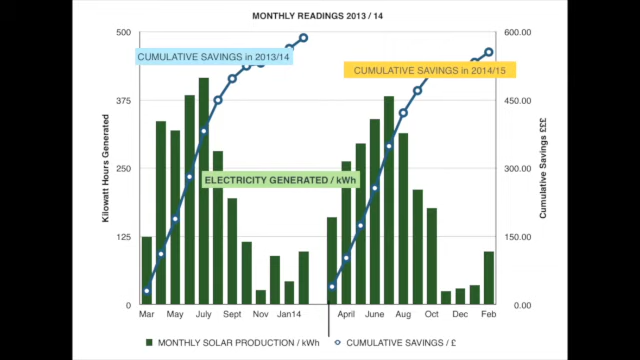 MONTHLY READINGS 2013 / 14
500
600.00
CUMULATIVE SAVINGS in 2013/14
CUMULATIVE SAVINGS in 2014/15
375
450.00
Kilowatt Hours Generated
250
300.00
Cumulative Savings £££
ELECTRICITY GENERATED / kWh
125
150.00
0
0.00
Mar May July Sept Nov Jan14 April June Aug Oct Dec Feb
MONTHLY SOLAR PRODUCTION / kWh CUMULATIVE SAVINGS / £